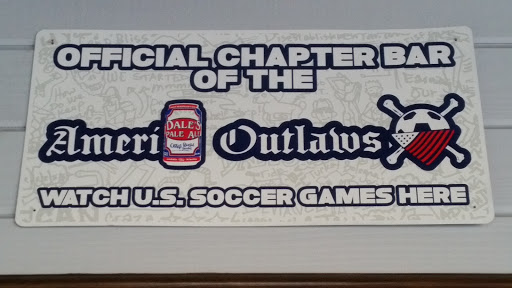 OFFICIAL CHAPTER BAR
OF THE
Ameri DALE'S PALE ALE Outlaws
WATCH U.S. SOCCER GAMES HERE